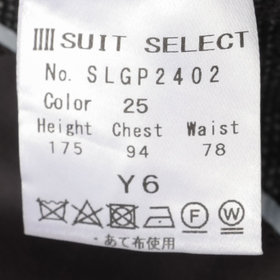 SUIT SELECT
No. SLGP2402
Color 25
Height Chest Waist
175 94 78
Y6
F W
・あて布使用